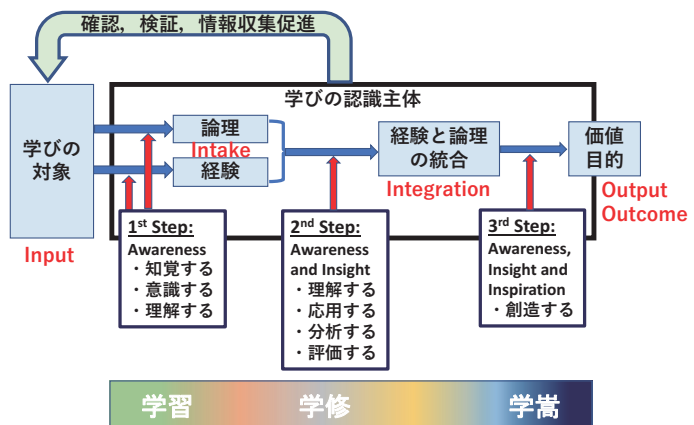 確認，検証，情報収集促進
学びの認識主体
学びの
対象
Input
論理
Intake
経験
経験と論理
の統合
Integration
価値
目的
Output
Outcome
1st Step:
Awareness
・知覚する
・意識する
・理解する
2nd Step:
Awareness
and Insight
・理解する
・応用する
・分析する
・評価する
3rd Step:
Awareness,
Insight and
Inspiration
・創造する
学習
学修
学嵩